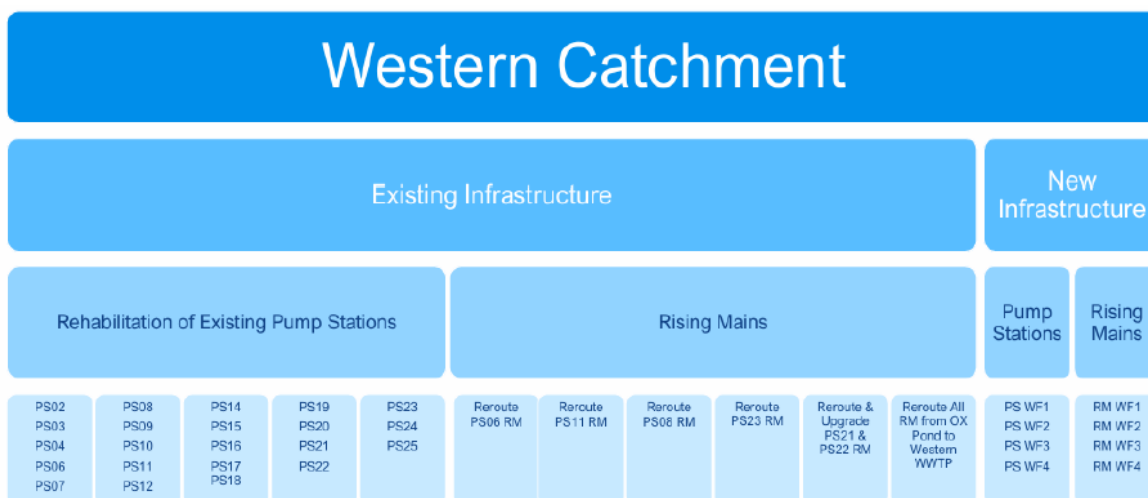 Western Catchment
Existing Infrastructure
New
Infrastructure
Rehabilitation of Existing Pump Stations
Rising Mains
Pump
Stations
Rising
Mains
PS02
PS03
PS04
PS06
PS07
PS08
PS09
PS10
PS11
PS12
PS14
PS15
PS16
PS17
PS18
PS19
PS20
PS21
PS22
PS23
PS24
PS25
Reroute
PS06 RM
Reroute
PS11 RM
Reroute
PS08 RM
Reroute
PS23 RM
Reroute &
Upgrade
PS21 &
PS22 RM
Reroute All
RM from OX
Pond to
Western
WWTP
PS WF1
PS WF2
PS WF3
PS WF4
RM WF1
RM WF2
RM WF3
RM WF4